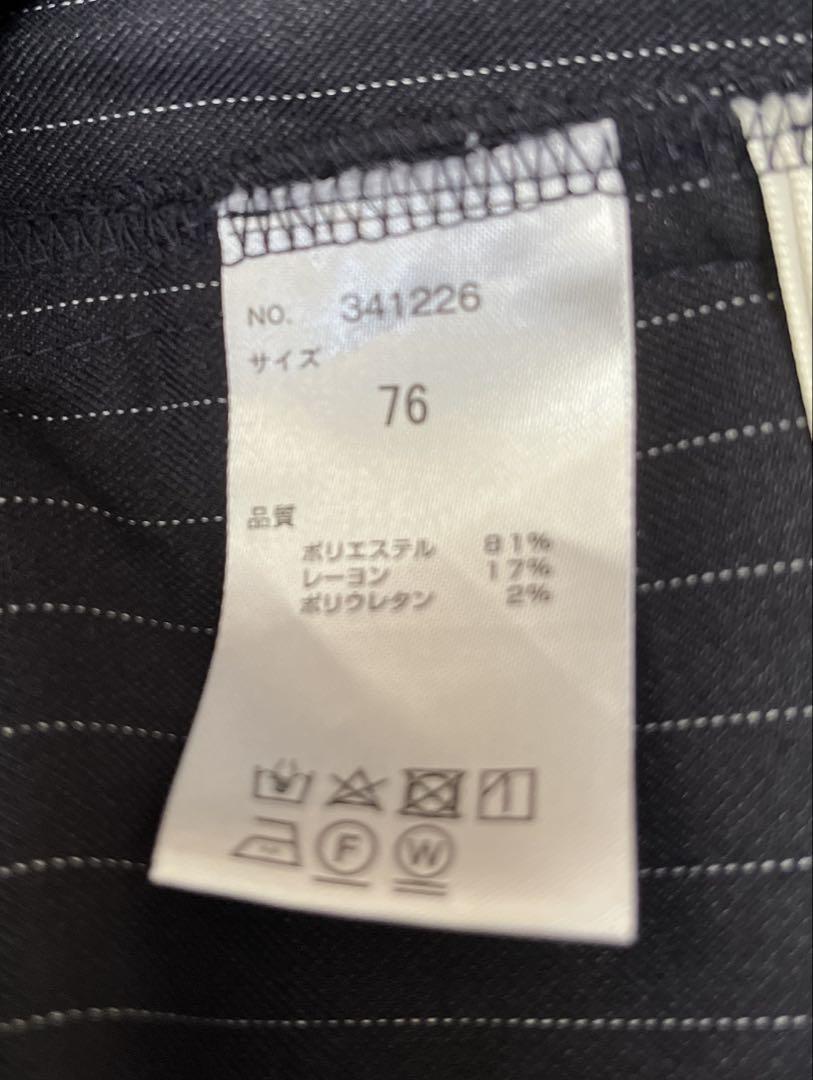 NO. 341226
サイズ
76
品質
ポリエステル 81%
レーヨン 17%
ポリウレタン 2%
F W